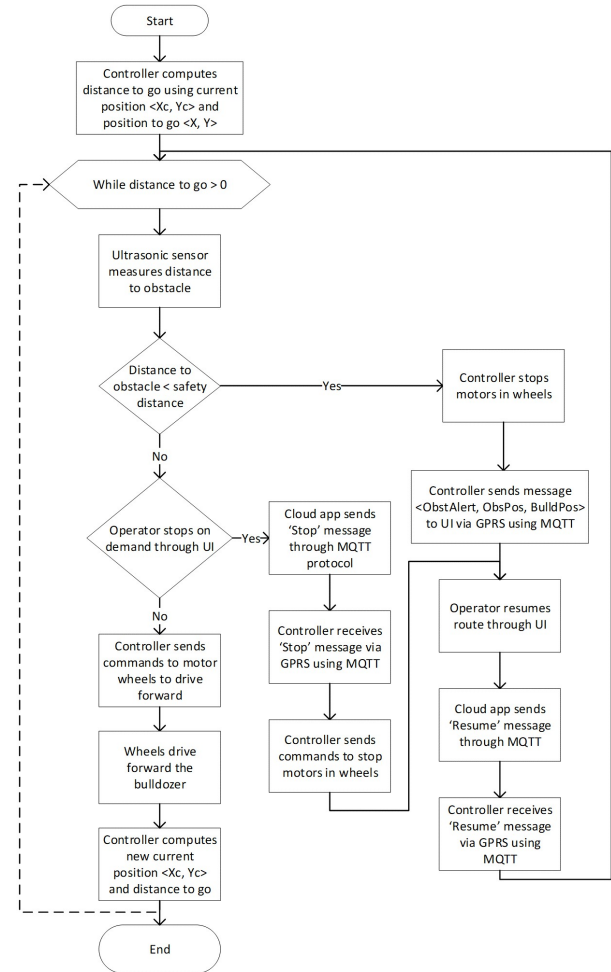 Start
Controller computes
distance to go using current
position <Xc, Yc> and
position to go <X, Y>
While distance to go > 0
Ultrasonic sensor
measures distance
to obstacle
Distance to
obstacle < safety
distance
Yes
Controller stops
motors in wheels
No
Controller sends message
<ObstAlert, ObsPos, BuildPos>
to UI via GPRS using MQTT
Operator stops on
demand through UI
Yes
Cloud app sends
‘Stop’ message
through MQTT
protocol
No
Operator resumes
route through UI
Controller sends
commands to motor
wheels to drive
forward
Controller receives
‘Stop’ message via
GPRS using MQTT
Cloud app sends
‘Resume’ message
through MQTT
Wheels drive
forward the
bulldozer
Controller sends
commands to stop
motors in wheels
Controller receives
‘Resume’ message
via GPRS using
MQTT
Controller computes
new current
position <Xc, Yc>
and distance to go
End